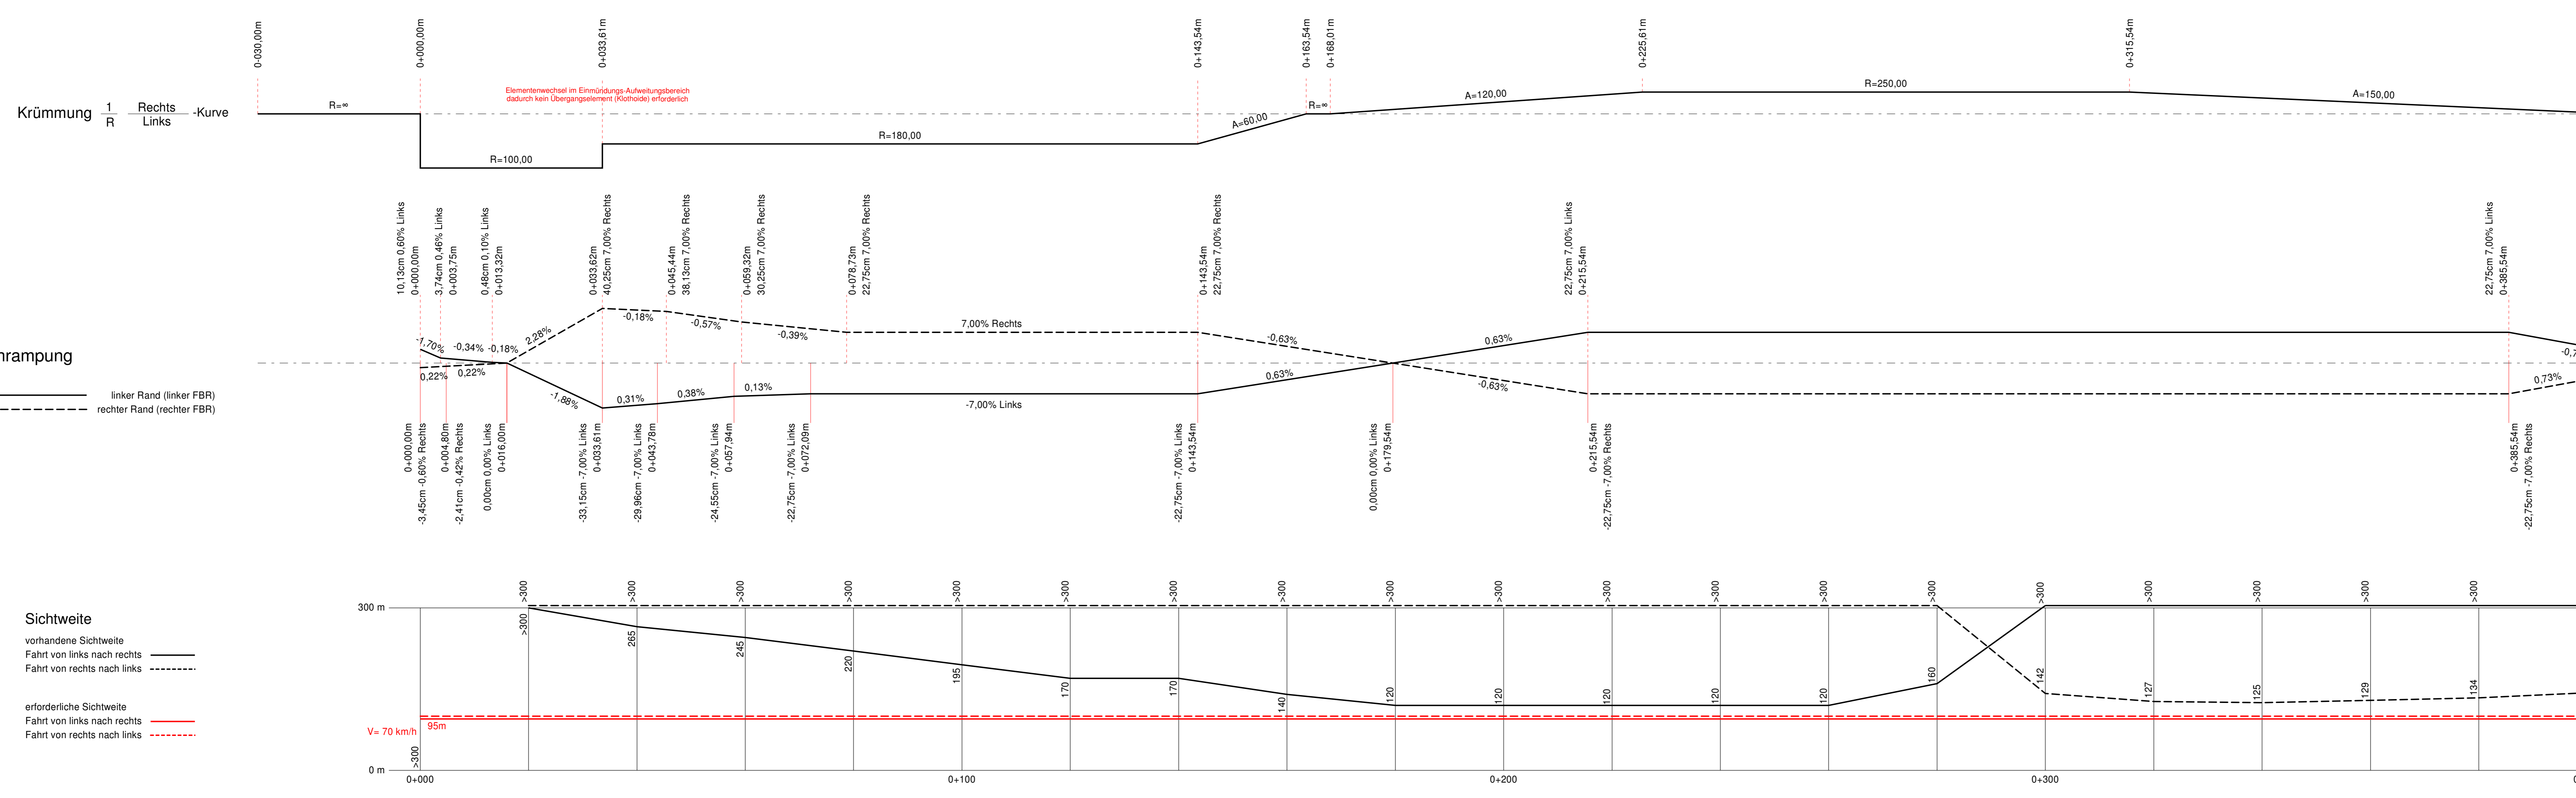 0-030,00m
0+000,00m
0+033,61m
0+143,54m
0+163,54m
0+168,01m
0+225,61m
0+315,54m
Elementenwechsel im Einmündungs-Aufweitungsbereich
dadurch kein Übergangselement (Klothoide) erforderlich
Krümmung 1/R Rechts/Links -Kurve
R=∞
R=100,00
R=180,00
A=60,00
R=∞
A=120,00
R=250,00
A=150,00
10,13cm 0,60% Links
0+000,00m
3,74cm 0,46% Links
0+003,75m
0,48cm 0,10% Links
0+013,32m
0+033,62m
40,25cm 7,00% Rechts
0+045,44m
38,13cm 7,00% Rechts
0+059,32m
30,25cm 7,00% Rechts
0+078,73m
22,75cm 7,00% Rechts
0+143,54m
22,75cm 7,00% Rechts
22,75cm 7,00% Links
0+215,54m
22,75cm 7,00% Links
0+385,54m
nrampung
-1,70%
-0,34%
-0,18%
2,28%
-0,18%
-0,57%
-0,39%
7,00% Rechts
-0,63%
0,63%
0,22%
0,22%
-1,88%
0,31%
0,38%
0,13%
-7,00% Links
0,63%
-0,63%
0,73%
linker Rand (linker FBR)
rechter Rand (rechter FBR)
0+000,00m
-3,45cm -0,60% Rechts
0+004,80m
-2,41cm -0,42% Rechts
0,00cm 0,00% Links
0+016,00m
-33,15cm -7,00% Links
0+033,61m
-29,96cm -7,00% Links
0+043,78m
-24,55cm -7,00% Links
0+057,94m
-22,75cm -7,00% Links
0+072,09m
-22,75cm -7,00% Links
0+143,54m
0,00cm 0,00% Links
0+179,54m
0+215,54m
-22,75cm -7,00% Rechts
0+385,54m
-22,75cm -7,00% Rechts
Sichtweite
vorhandene Sichtweite
Fahrt von links nach rechts
Fahrt von rechts nach links
erforderliche Sichtweite
Fahrt von links nach rechts
Fahrt von rechts nach links
300 m
>300 >300 >300 >300 >300 >300 >300 >300 >300 >300 >300 >300 >300 >300 >300 >300 >300 >300 >300
>300 265 245 220 195 170 170 140 120 120 120 120 120 160 142 127 125 129 134
V= 70 km/h
95m
>300
0 m
0+000
0+100
0+200
0+300